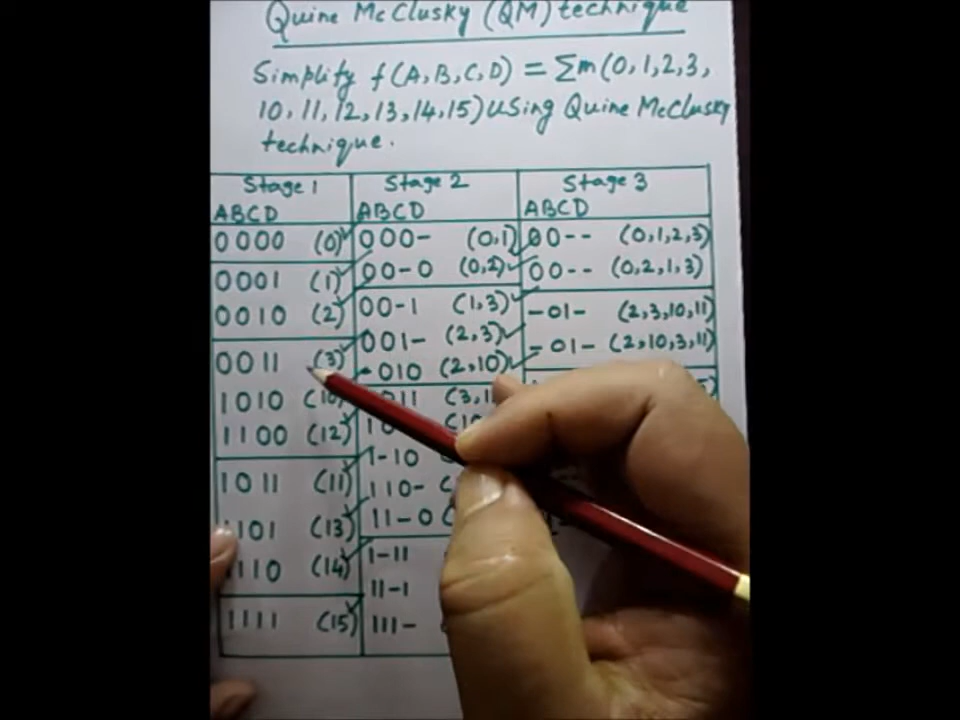 Quine McClusky (QM) technique
Simplify f(A,B,C,D) = Σm(0,1,2,3,
10,11,12,13,14,15) using Quine McClusky
technique.
Stage 1 Stage 2 Stage 3
ABCD ABCD ABCD
0000 (0) 000- (0,1) 00-- (0,1,2,3)
0001 (1) 00-0 (0,2) 00-- (0,2,1,3)
0010 (2) 00-1 (1,3) -01- (2,3,10,11)
0011 (3) 001- (2,3) -01- (2,10,3,11)
-010 (2,10)
1010 (10)
1100 (12) 1-10
1011 (11) 110-
1101 (13) 11-0
1110 (14) 1-11
11-1
1111 (15) 111-